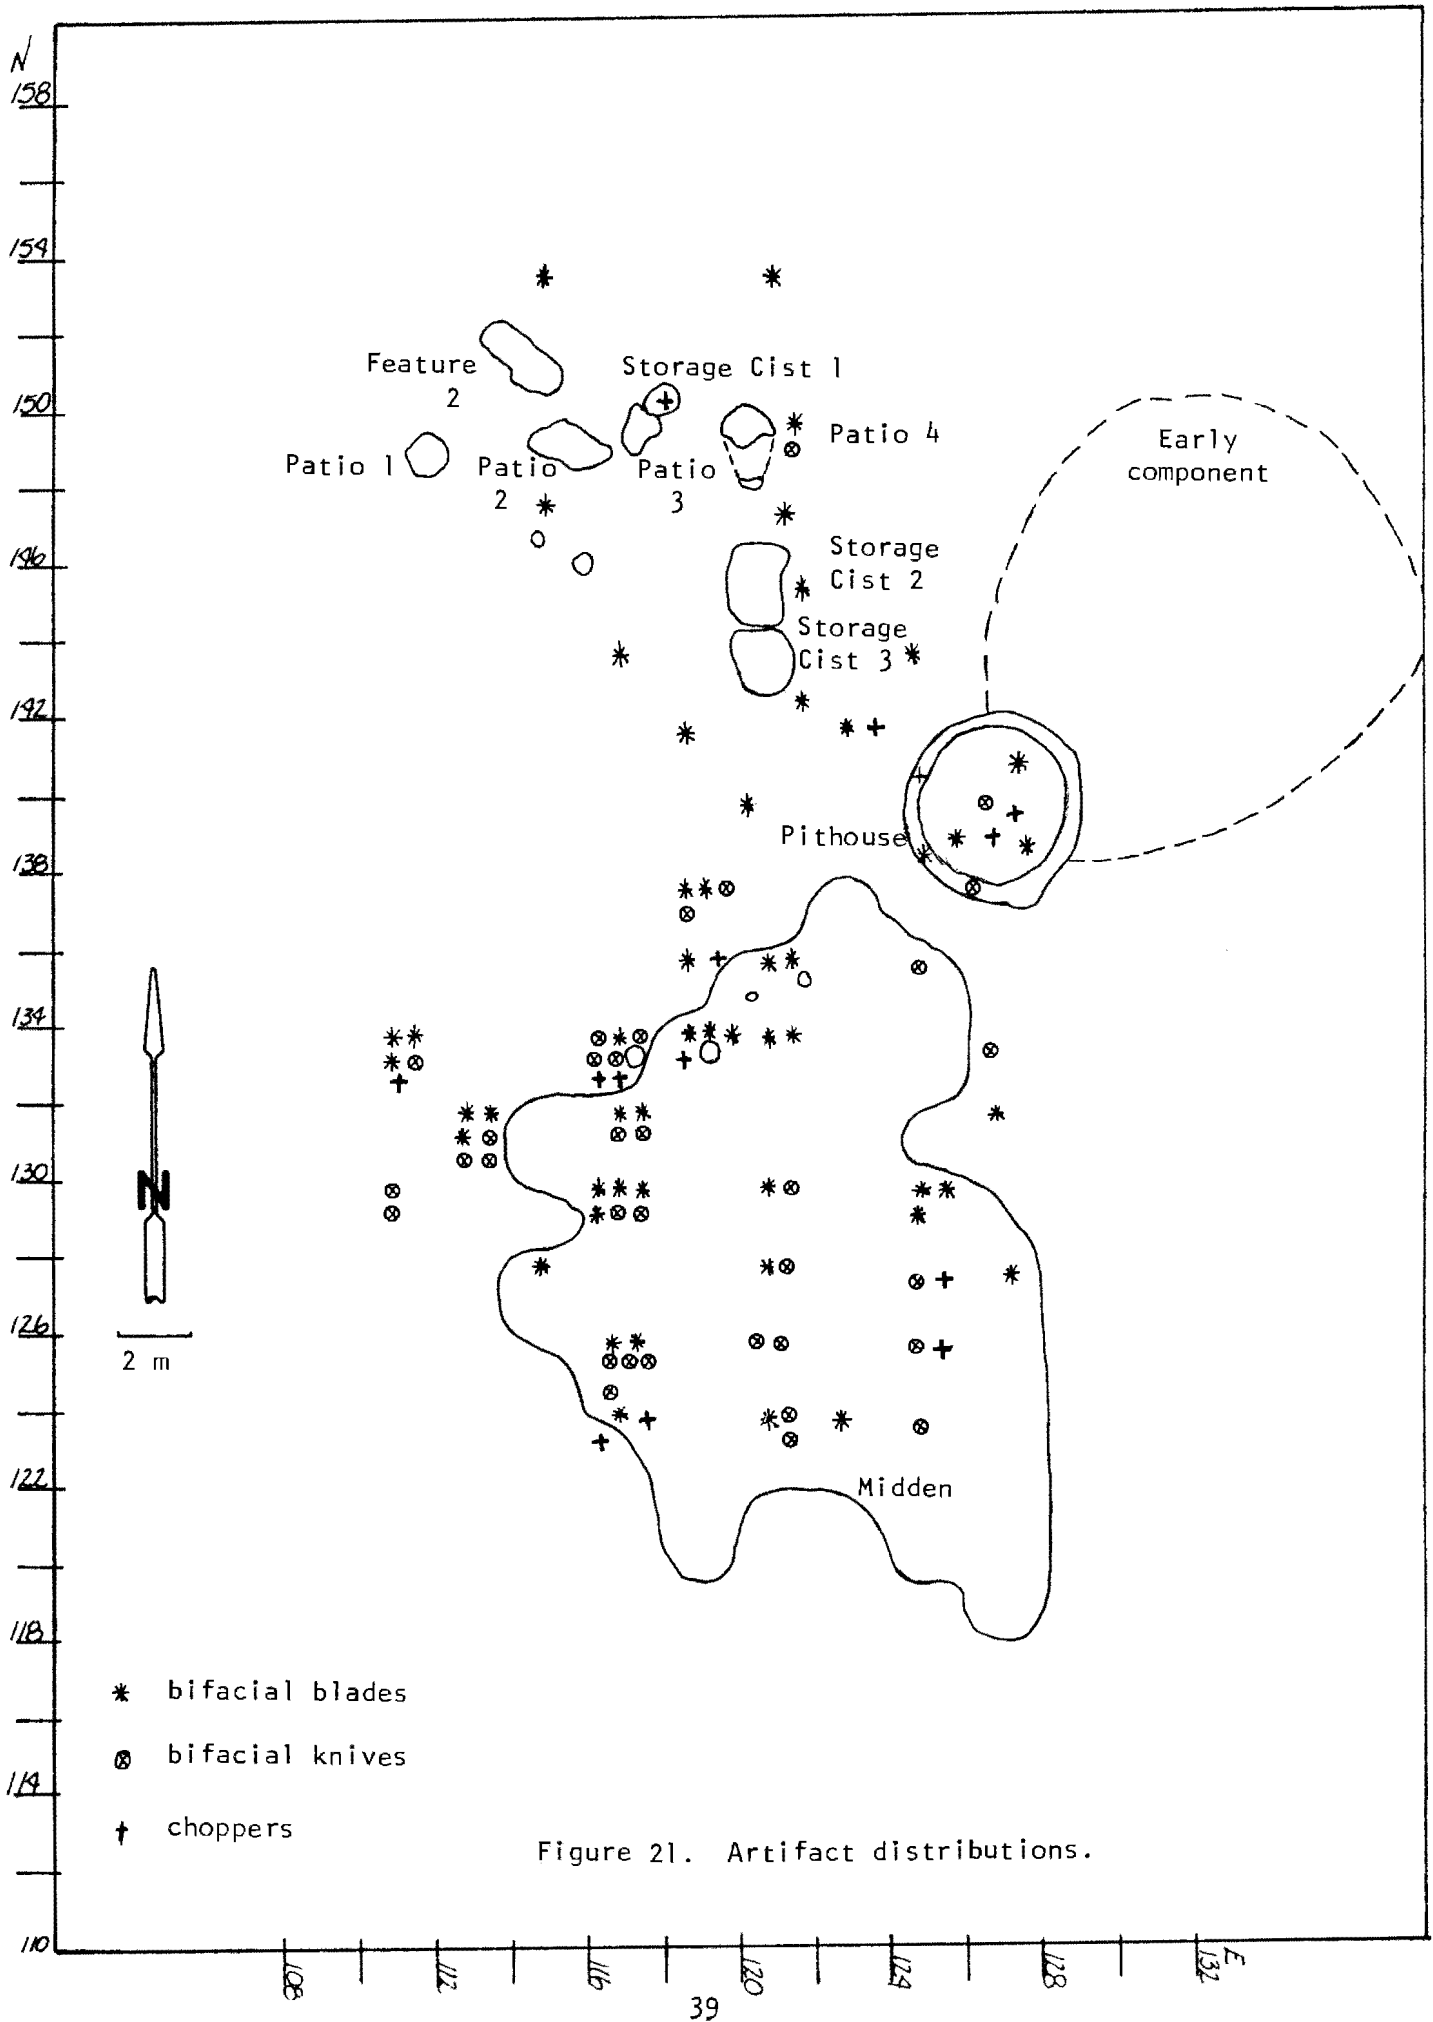 N
158
154
Feature
2
Storage Cist 1
150
Patio 4
Early
component
Patio 1
Patio
2
Patio
3
146
Storage
Cist 2
Storage
Cist 3
142
Pithouse
138
134
130
N
126
2 m
122
Midden
118
bifacial blades
bifacial knives
114
choppers
Figure 21. Artifact distributions.
110
108
112
116
120
124
128
132
E
39